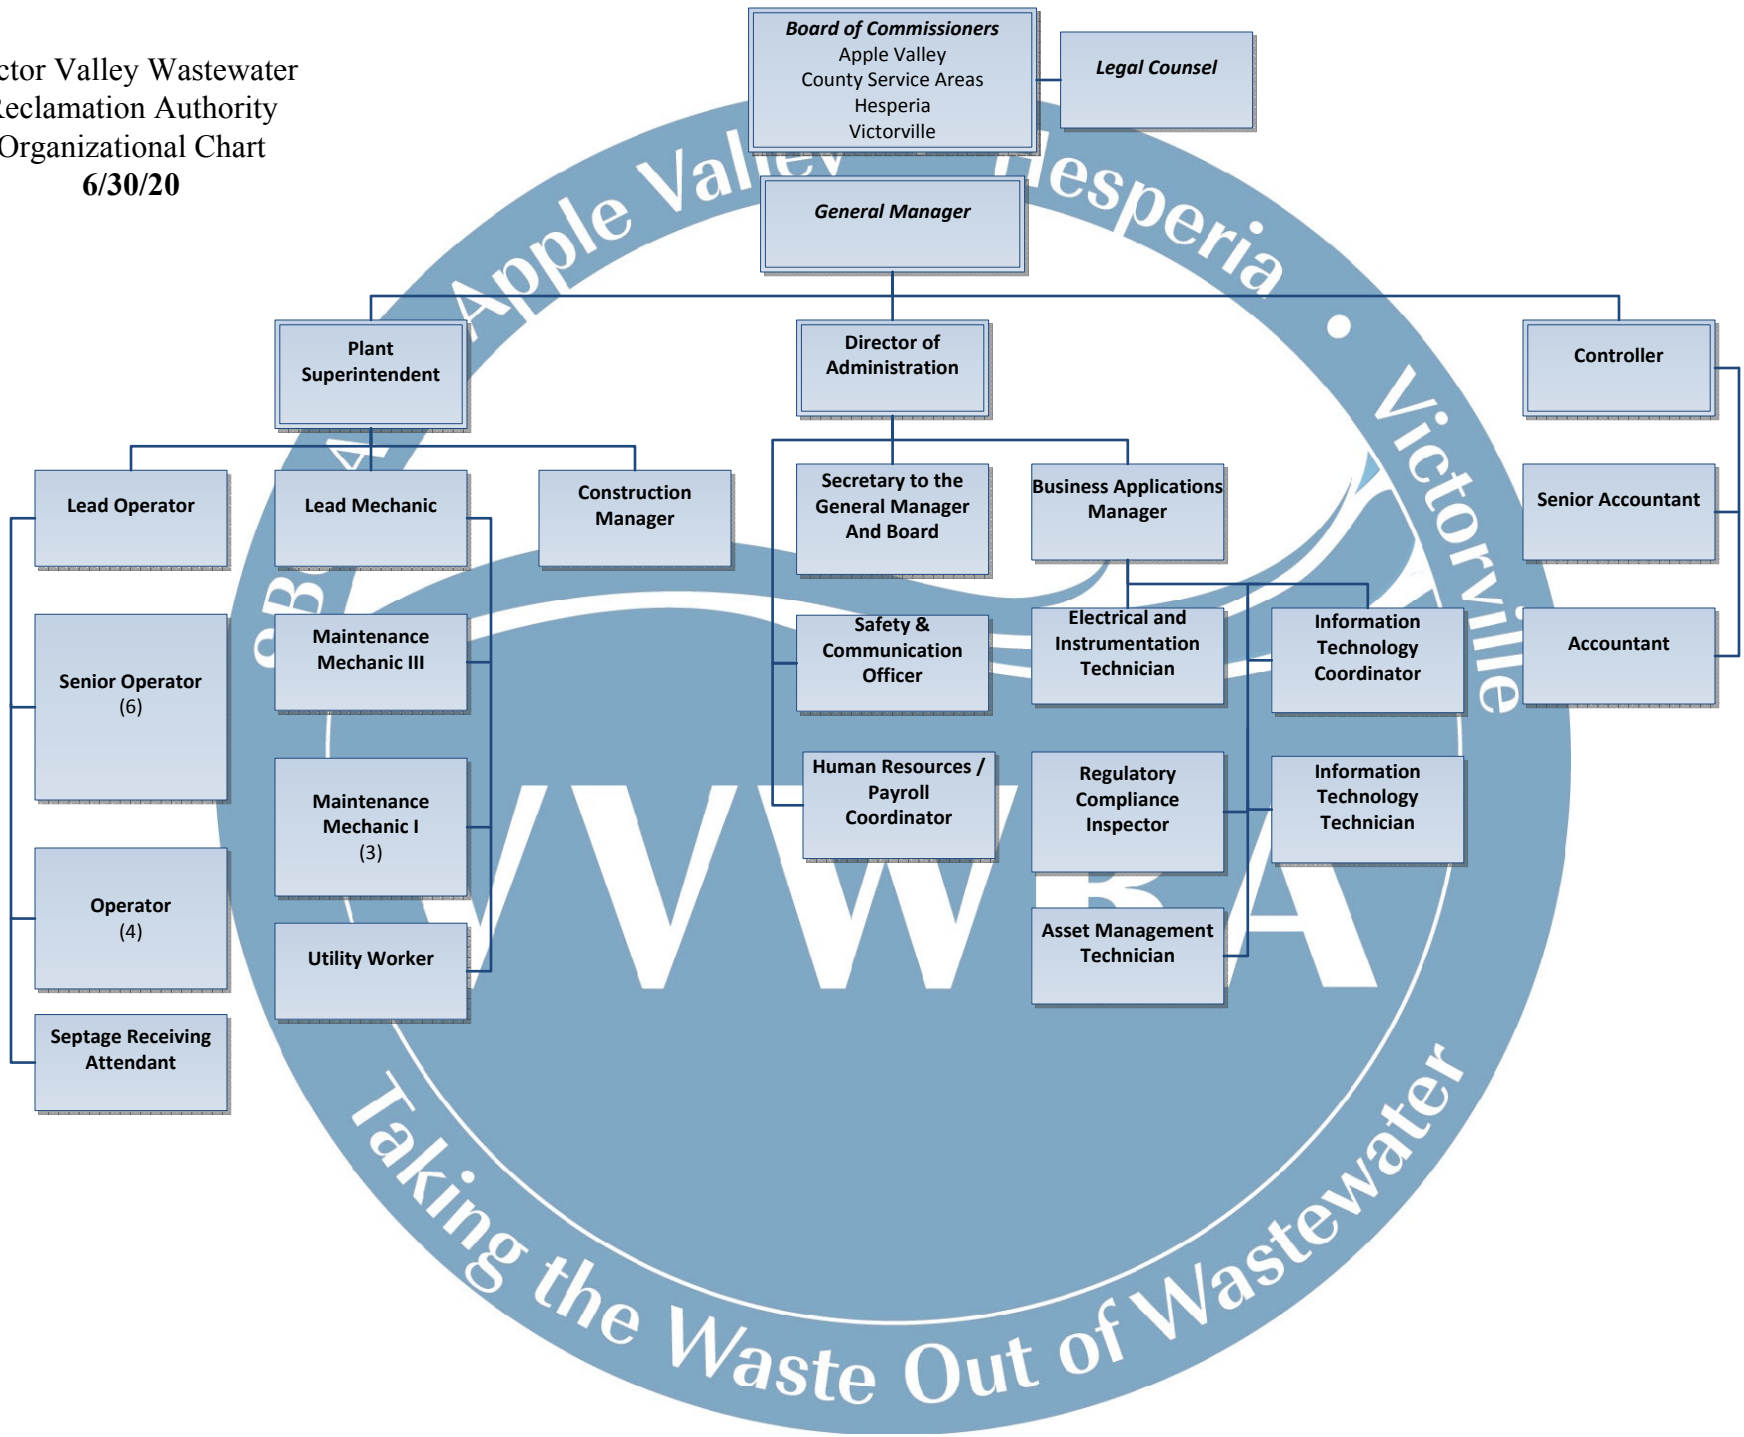 ctor Valley Wastewater
Reclamation Authority
Organizational Chart
6/30/20
Board of Commissioners
Apple Valley
County Service Areas
Hesperia
Victorville
Legal Counsel
General Manager
Plant
Superintendent
Director of
Administration
Controller
Lead Operator
Lead Mechanic
Construction
Manager
Secretary to the
General Manager
And Board
Business Applications
Manager
Senior Accountant
Senior Operator
(6)
Maintenance
Mechanic III
Safety &
Communication
Officer
Electrical and
Instrumentation
Technician
Information
Technology
Coordinator
Accountant
Maintenance
Mechanic I
(3)
Human Resources /
Payroll
Coordinator
Regulatory
Compliance
Inspector
Information
Technology
Technician
Operator
(4)
Utility Worker
Asset Management
Technician
Septage Receiving
Attendant
Apple Valley
Hesperia • Victorville
VVWRA
Taking the Waste Out of Wastewater